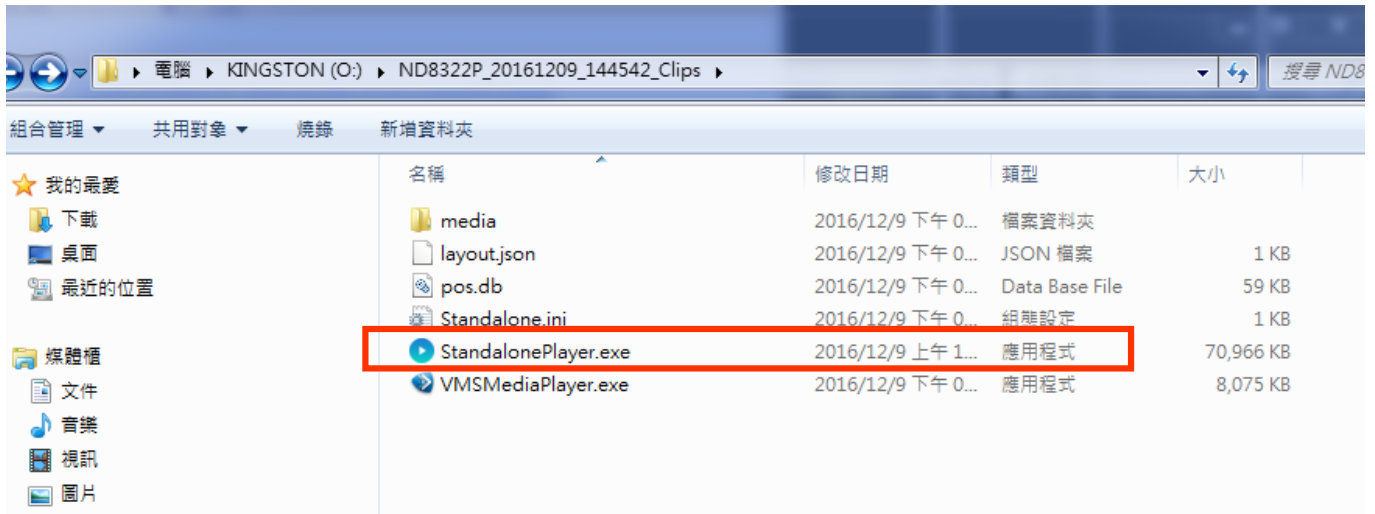 電腦 KINGSTON (O:) ND8322P_20161209_144542_Clips 搜尋 ND8
組合管理 共用對象 燒錄 新增資料夾
名稱 修改日期 類型 大小
我的最愛
下載
桌面
最近的位置
媒體櫃
文件
音樂
視訊
圖片
media 2016/12/9 下午 0... 檔案資料夾
layout.json 2016/12/9 下午 0... JSON 檔案 1 KB
pos.db 2016/12/9 下午 0... Data Base File 59 KB
Standalone.ini 2016/12/9 下午 0... 組態設定 1 KB
StandalonePlayer.exe 2016/12/9 上午 1... 應用程式 70,966 KB
VMSMediaPlayer.exe 2016/12/9 下午 0... 應用程式 8,075 KB